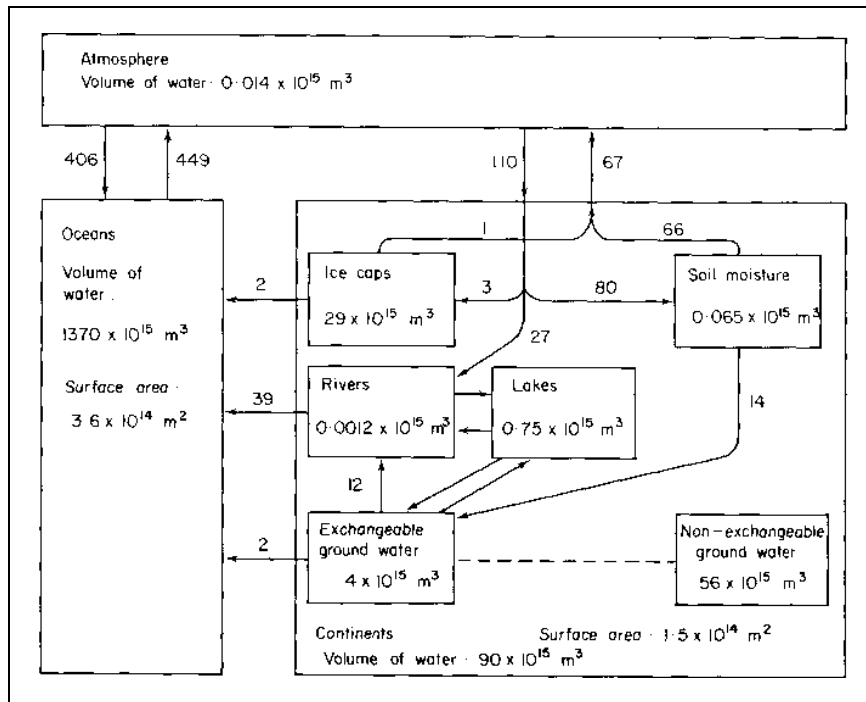 Atmosphere
Volume of water · 0·014 x 10¹⁵ m³
406
449
110
67
Oceans
Volume of
water .
1370 x 10¹⁵ m³
Surface area ·
3·6 x 10¹⁴ m²
1
66
Ice caps
29 x 10¹⁵ m³
2
3
80
Soil moisture
0·065 x 10¹⁵ m³
27
39
Rivers
0·0012 x 10¹⁵ m³
Lakes
0·75 x 10¹⁵ m³
14
12
2
Exchangeable
ground water
4 x 10¹⁵ m³
Non-exchangeable
ground water
56 x 10¹⁵ m³
Continents
Surface area · 1·5 x 10¹⁴ m²
Volume of water · 90 x 10¹⁵ m³